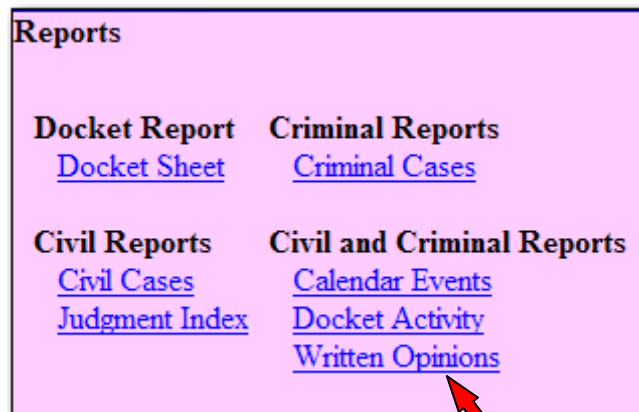 Reports
Docket Report Criminal Reports
Docket Sheet Criminal Cases
Civil Reports Civil and Criminal Reports
Civil Cases Calendar Events
Judgment Index Docket Activity
Written Opinions